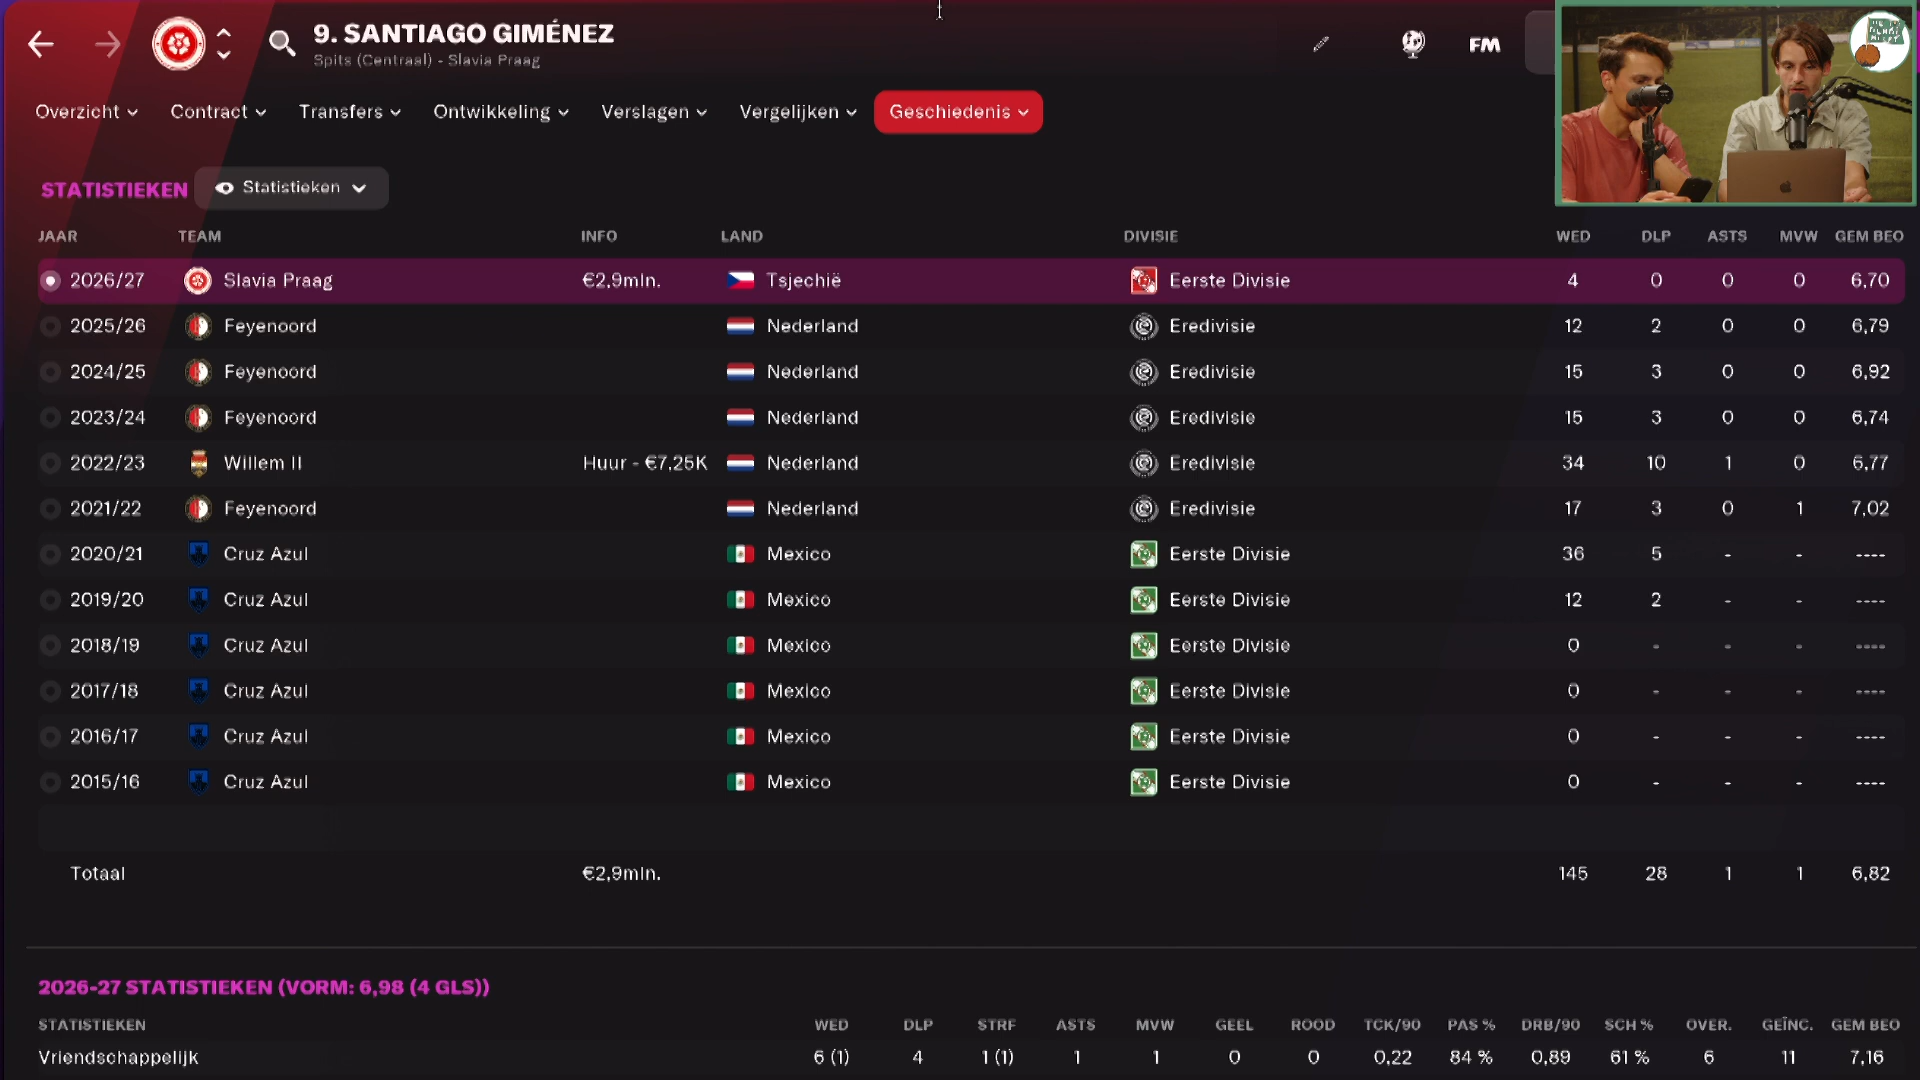 9. SANTIAGO GIMÉNEZ
Spits (Centraal) - Slavia Praag
FM
Overzicht
Contract
Transfers
Ontwikkeling
Verslagen
Vergelijken
Geschiedenis
STATISTIEKEN
Statistieken
JAAR TEAM INFO LAND DIVISIE WED DLP ASTS MVW GEM BEO
2026/27 Slavia Praag €2,9mln. Tsjechië Eerste Divisie 4 0 0 0 6,70
2025/26 Feyenoord Nederland Eredivisie 12 2 0 0 6,79
2024/25 Feyenoord Nederland Eredivisie 15 3 0 0 6,92
2023/24 Feyenoord Nederland Eredivisie 15 3 0 0 6,74
2022/23 Willem II Huur - €7,25K Nederland Eredivisie 34 10 1 0 6,77
2021/22 Feyenoord Nederland Eredivisie 17 3 0 1 7,02
2020/21 Cruz Azul Mexico Eerste Divisie 36 5 - - ----
2019/20 Cruz Azul Mexico Eerste Divisie 12 2 - - ----
2018/19 Cruz Azul Mexico Eerste Divisie 0 - - - ----
2017/18 Cruz Azul Mexico Eerste Divisie 0 - - - ----
2016/17 Cruz Azul Mexico Eerste Divisie 0 - - - ----
2015/16 Cruz Azul Mexico Eerste Divisie 0 - - - ----
Totaal €2,9mln. 145 28 1 1 6,82
2026-27 STATISTIEKEN (VORM: 6,98 (4 GLS))
STATISTIEKEN WED DLP STRF ASTS MVW GEEL ROOD TCK/90 PAS % DRB/90 SCH % OVER. GEÏNC. GEM BEO
Vriendschappelijk 6 (1) 4 1 (1) 1 1 0 0 0,22 84 % 0,89 61 % 6 11 7,16